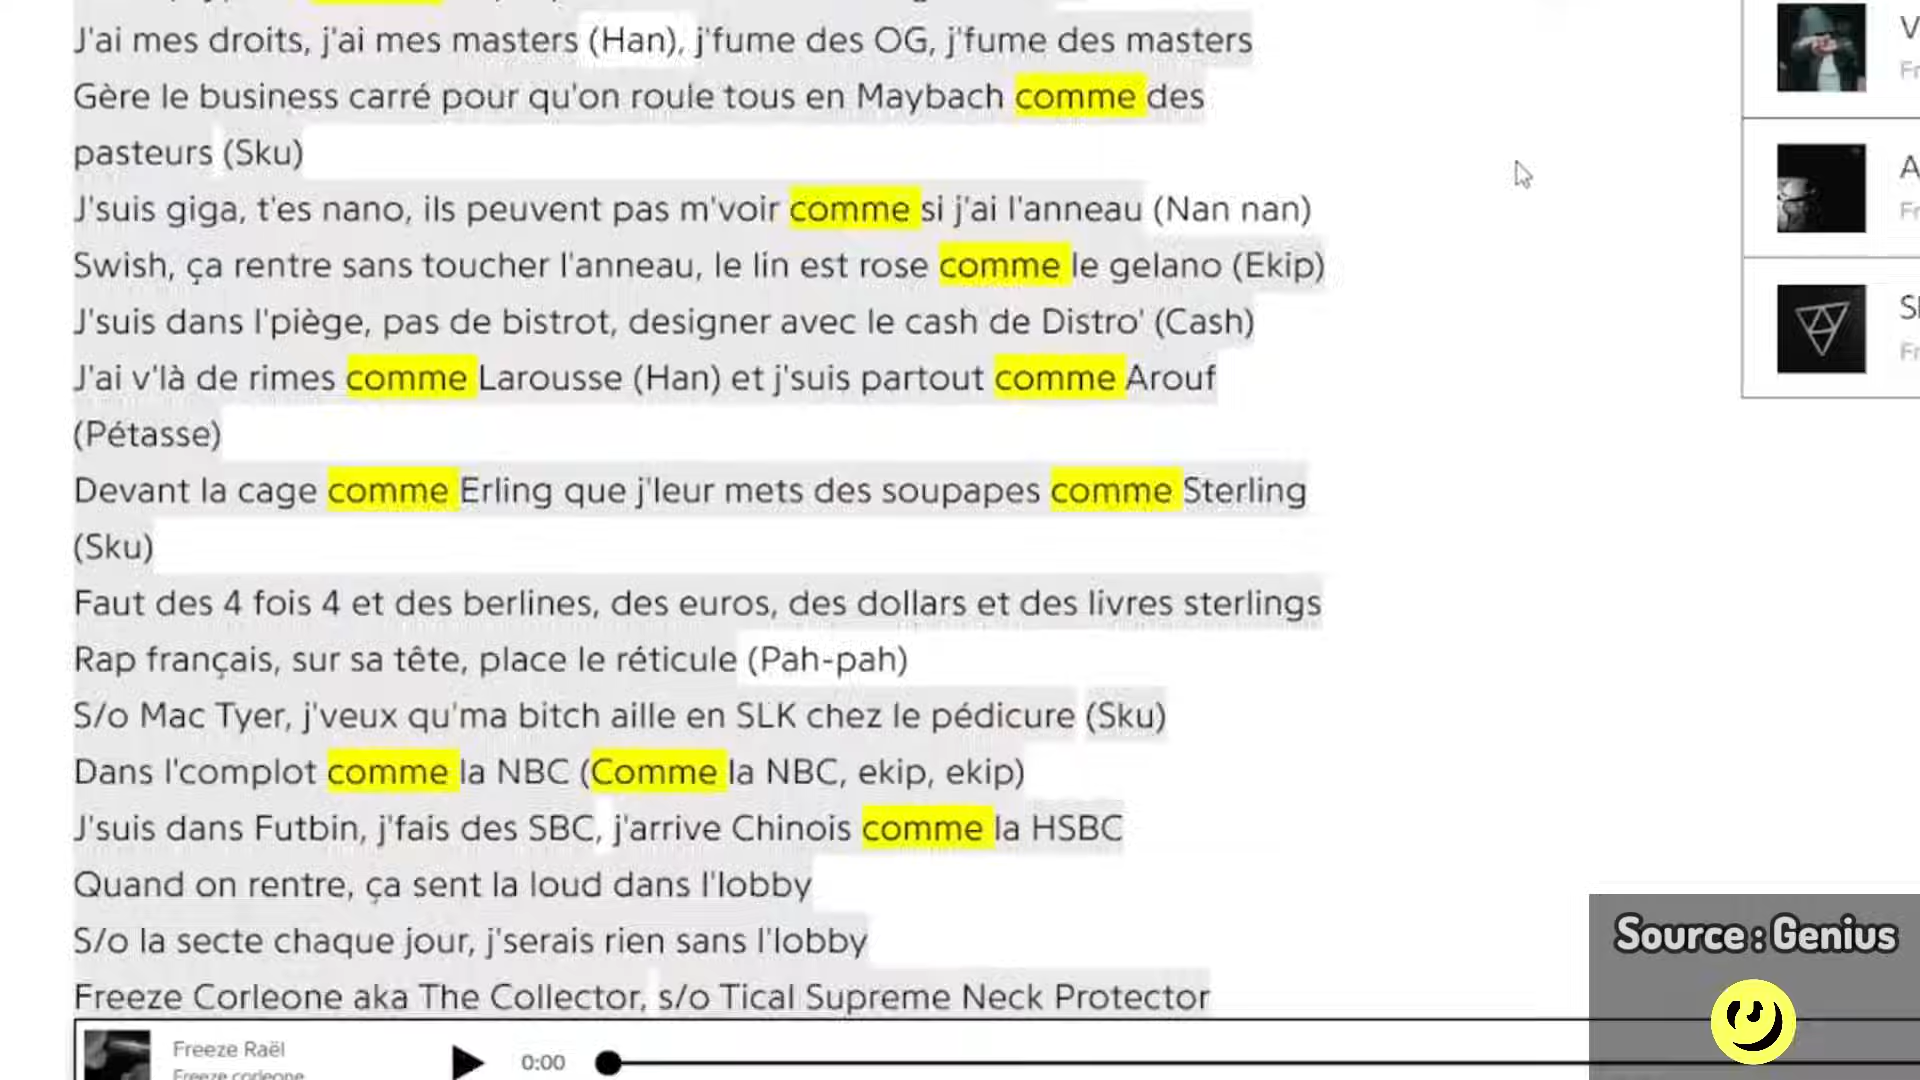 J'ai mes droits, j'ai mes masters (Han), j'fume des OG, j'fume des masters
Gère le business carré pour qu'on roule tous en Maybach comme des
pasteurs (Sku)
J'suis giga, t'es nano, ils peuvent pas m'voir comme si j'ai l'anneau (Nan nan)
Swish, ça rentre sans toucher l'anneau, le lin est rose comme le gelano (Ekip)
J'suis dans l'piège, pas de bistrot, designer avec le cash de Distro' (Cash)
J'ai v'là de rimes comme Larousse (Han) et j'suis partout comme Arouf
(Pétasse)
Devant la cage comme Erling que j'leur mets des soupapes comme Sterling
(Sku)
Faut des 4 fois 4 et des berlines, des euros, des dollars et des livres sterlings
Rap français, sur sa tête, place le réticule (Pah-pah)
S/o Mac Tyer, j'veux qu'ma bitch aille en SLK chez le pédicure (Sku)
Dans l'complot comme la NBC (Comme la NBC, ekip, ekip)
J'suis dans Futbin, j'fais des SBC, j'arrive Chinois comme la HSBC
Quand on rentre, ça sent la loud dans l'lobby
S/o la secte chaque jour, j'serais rien sans l'lobby
Freeze Corleone aka The Collector, s/o Tical Supreme Neck Protector
Freeze Raël
Freeze corleone
0:00
Source : Genius